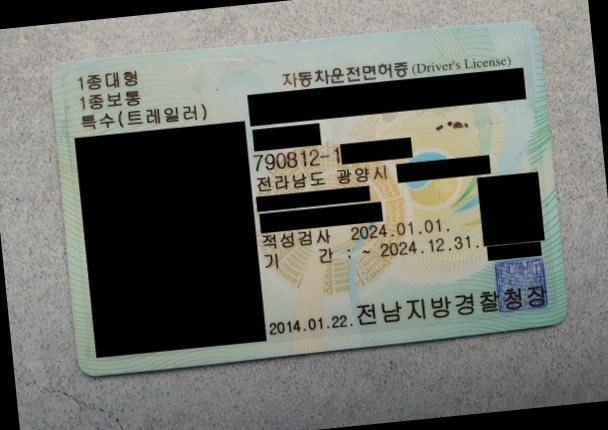 1종대형
1종보통
특수(트레일러)
자동차운전면허증 (Driver's License)
790812-1
전라남도 광양시
적성검사 2024.01.01.
기 간 : ~ 2024.12.31.
2014.01.22. 전남지방경찰청장